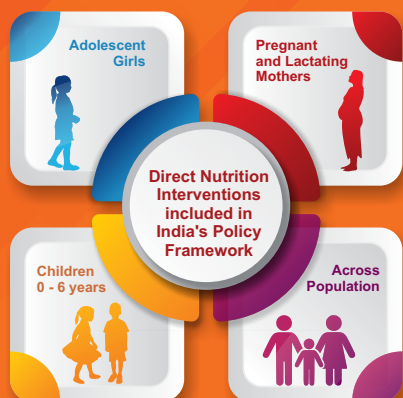 Adolescent
Girls
Pregnant
and Lactating
Mothers
Direct Nutrition
Interventions
included in
India's Policy
Framework
Children
0 - 6 years
Across
Population